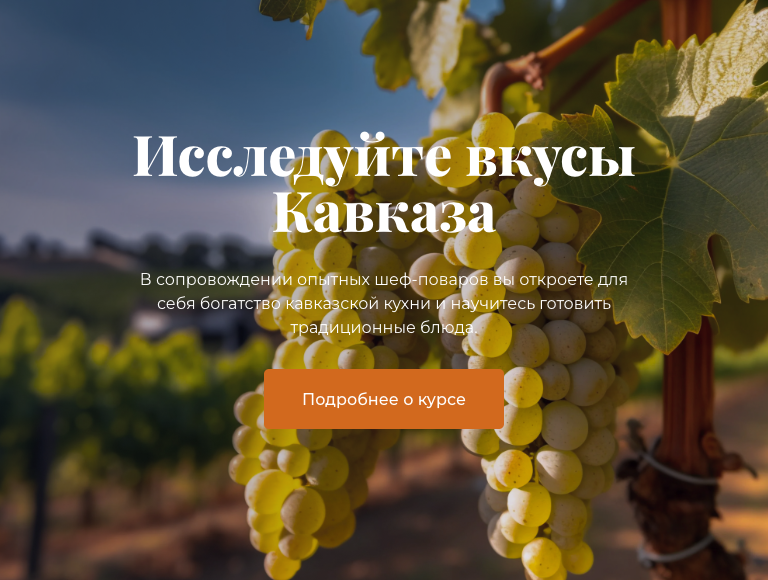 Исследуйте вкусы
Кавказа
В сопровождении опытных шеф-поваров вы откроете для
себя богатство кавказской кухни и научитесь готовить
традиционные блюда.
Подробнее о курсе